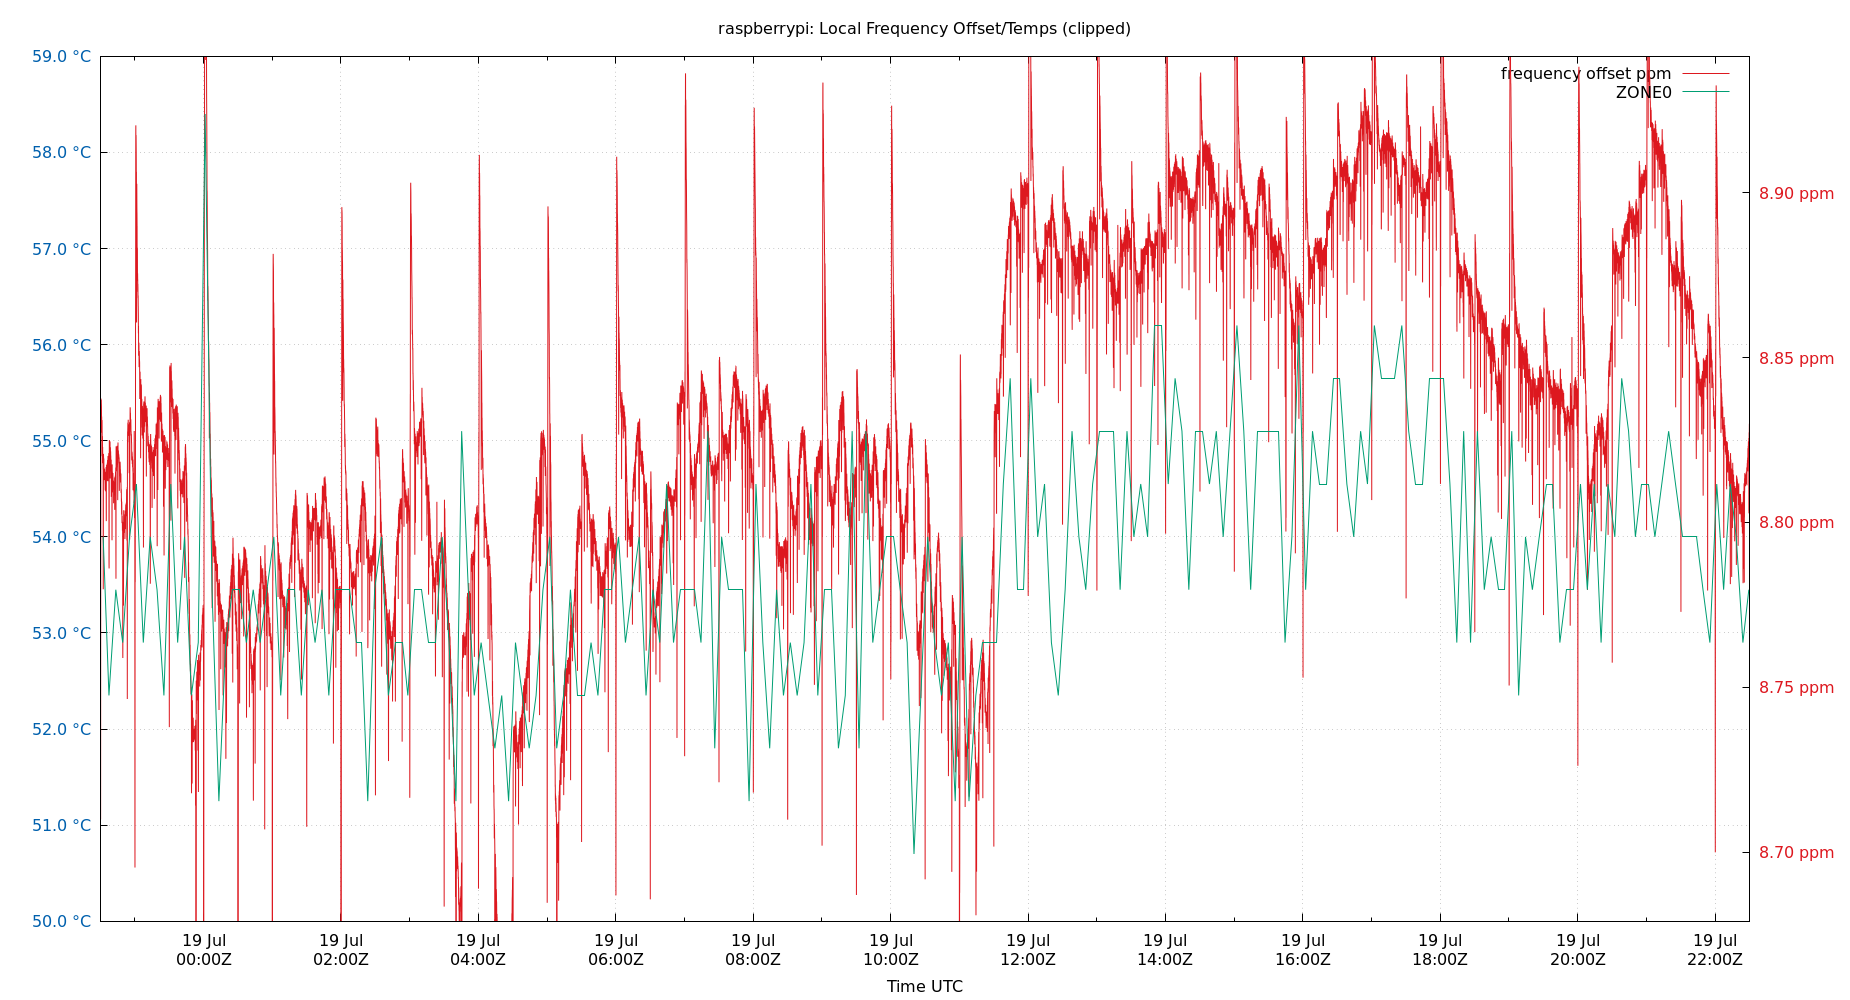 raspberrypi: Local Frequency Offset/Temps (clipped)
59.0 °C
58.0 °C
57.0 °C
56.0 °C
55.0 °C
54.0 °C
53.0 °C
52.0 °C
51.0 °C
50.0 °C
frequency offset ppm
ZONE0
8.90 ppm
8.85 ppm
8.80 ppm
8.75 ppm
8.70 ppm
19 Jul 19 Jul 19 Jul 19 Jul 19 Jul 19 Jul 19 Jul 19 Jul 19 Jul 19 Jul 19 Jul 19 Jul
00:00Z 02:00Z 04:00Z 06:00Z 08:00Z 10:00Z 12:00Z 14:00Z 16:00Z 18:00Z 20:00Z 22:00Z
Time UTC